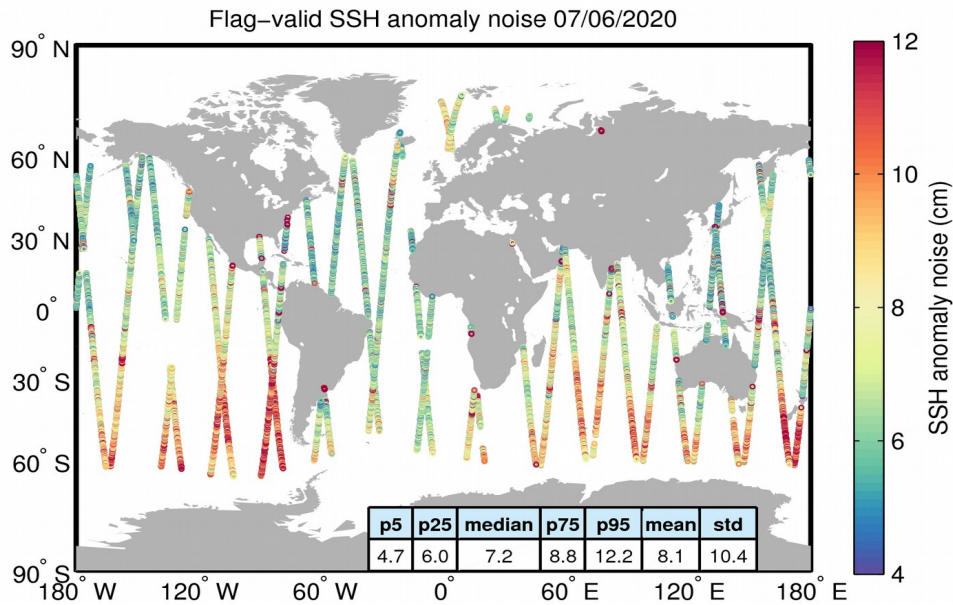 Flag−valid SSH anomaly noise 07/06/2020
90° N
60° N
30° N
0°
30° S
60° S
90° S
180° W 120° W 60° W 0° 60° E 120° E 180° E
p5 p25 median p75 p95 mean std
4.7 6.0 7.2 8.8 12.2 8.1 10.4
12
10
8
6
4
SSH anomaly noise (cm)